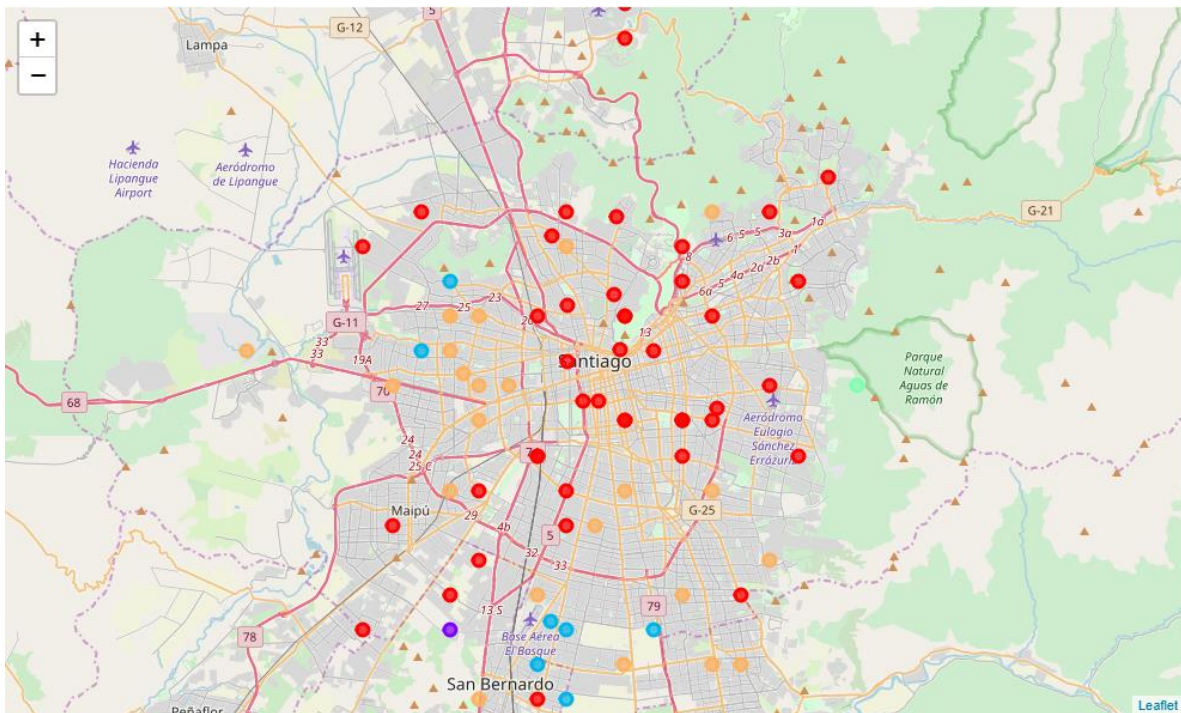 +
−
5
G-12
Lampa
Hacienda
Lipangue
Airport
Aeródromo
de Lipangue
G-21
1a
6
5
5
3a
1
8
2b
2a
4a
5
6a
27
25
23
20
G-11
13
33
33
19A
Santiago
Parque
Natural
Aguas de
Ramón
68
70
Aeródromo
Eulogio
Sánchez
Errázuriz
24
24
25 C
Maipú
29
4b
G-25
5
32
33
13 S
79
78
Base Aérea
El Bosque
San Bernardo
Peñaflor
Leaflet